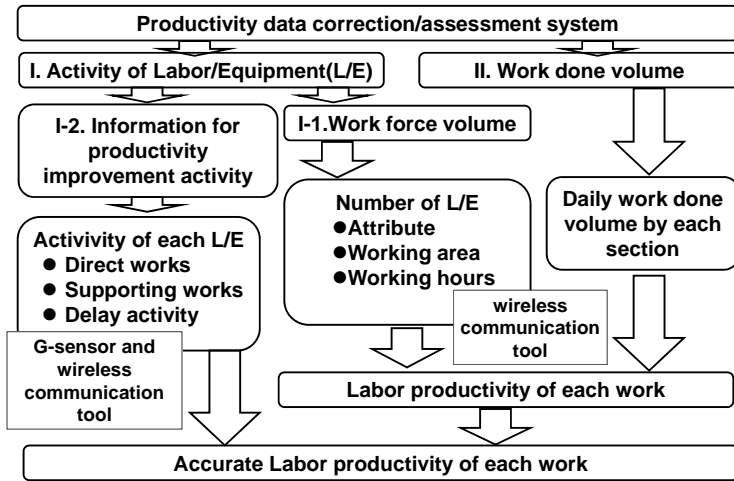 Productivity data correction/assessment system
I. Activity of Labor/Equipment(L/E)
II. Work done volume
I-2. Information for
productivity
improvement activity
I-1.Work force volume
Number of L/E
●Attribute
●Working area
●Working hours
Daily work done
volume by each
section
Activivity of each L/E
● Direct works
● Supporting works
● Delay activity
wireless
communication
tool
G-sensor and
wireless
communication
tool
Labor productivity of each work
Accurate Labor productivity of each work